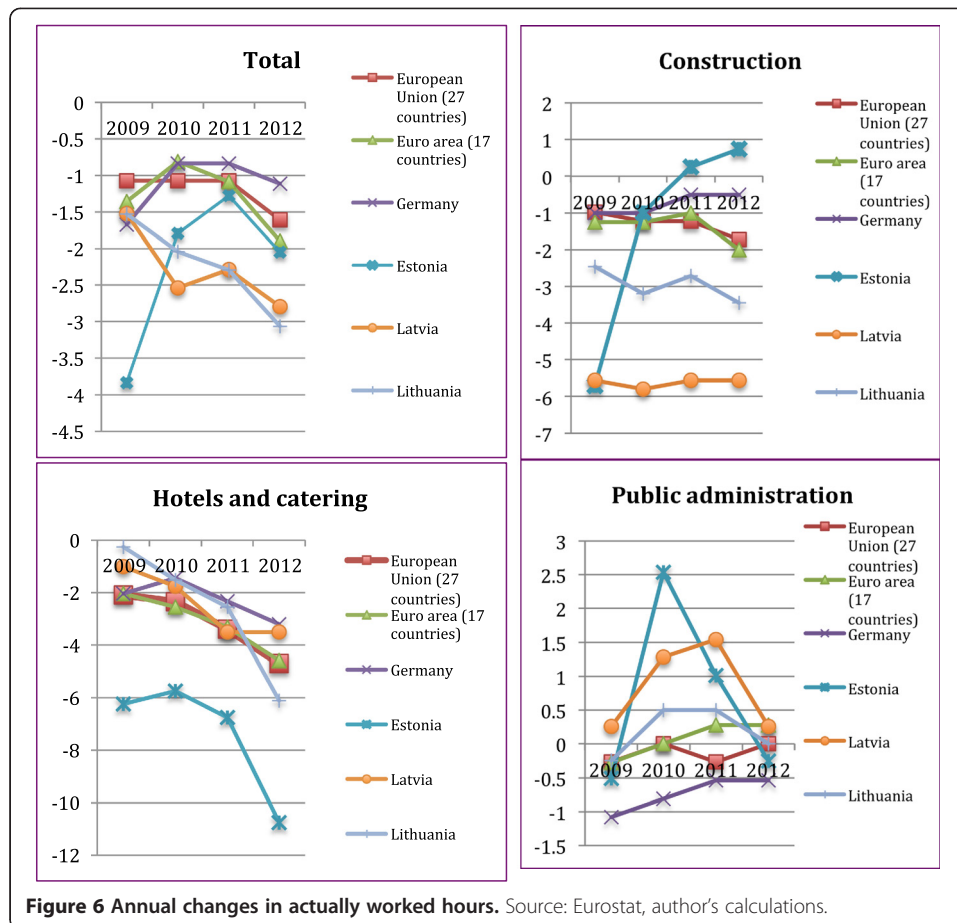 Total
0
-0.5
-1
-1.5
-2
-2.5
-3
-3.5
-4
-4.5
2009 2010 2011 2012
European
Union (27
countries)
Euro area (17
countries)
Germany
Estonia
Latvia
Lithuania
Construction
2
1
0
-1
-2
-3
-4
-5
-6
-7
2009 2010 2011 2012
European
Union (27
countries)
Euro area
(17
countries)
Germany
Estonia
Latvia
Lithuania
Hotels and catering
0
-2
-4
-6
-8
-10
-12
2009 2010 2011 2012
European
Union (27
countries)
Euro area (17
countries)
Germany
Estonia
Latvia
Lithuania
Public administration
3
2.5
2
1.5
1
0.5
0
-0.5
-1
-1.5
2009 2010 2011 2012
European
Union (27
countries)
Euro area
(17
countries)
Germany
Estonia
Latvia
Lithuania
Figure 6 Annual changes in actually worked hours. Source: Eurostat, author's calculations.